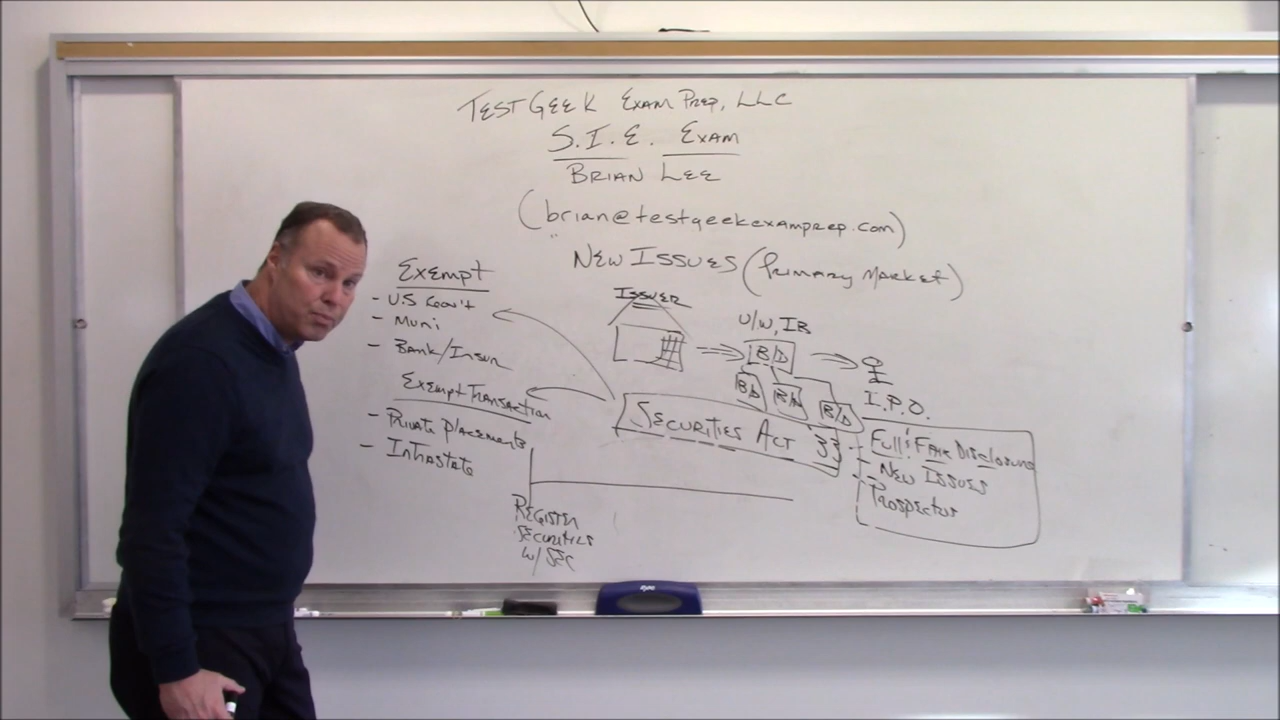 TEST GEEK EXAM PREP, LLC
S.I.E. EXAM
BRIAN LEE
(brian@testgeekexamprep.com)
NEW ISSUES (PRIMARY MARKET)
Exempt
- U.S Gov't
- Muni
- Bank/Insur
Exempt Transaction
- Private Placements
- Intrastate
ISSUER
U/W, IB
B/D
B/D
B/D
B/D
I.P.O.
SECURITIES ACT '33
- Full & Fair Disclosure
- New Issues
- Prospectus
REGISTER
SECURITIES
W/ SEC
EXPO